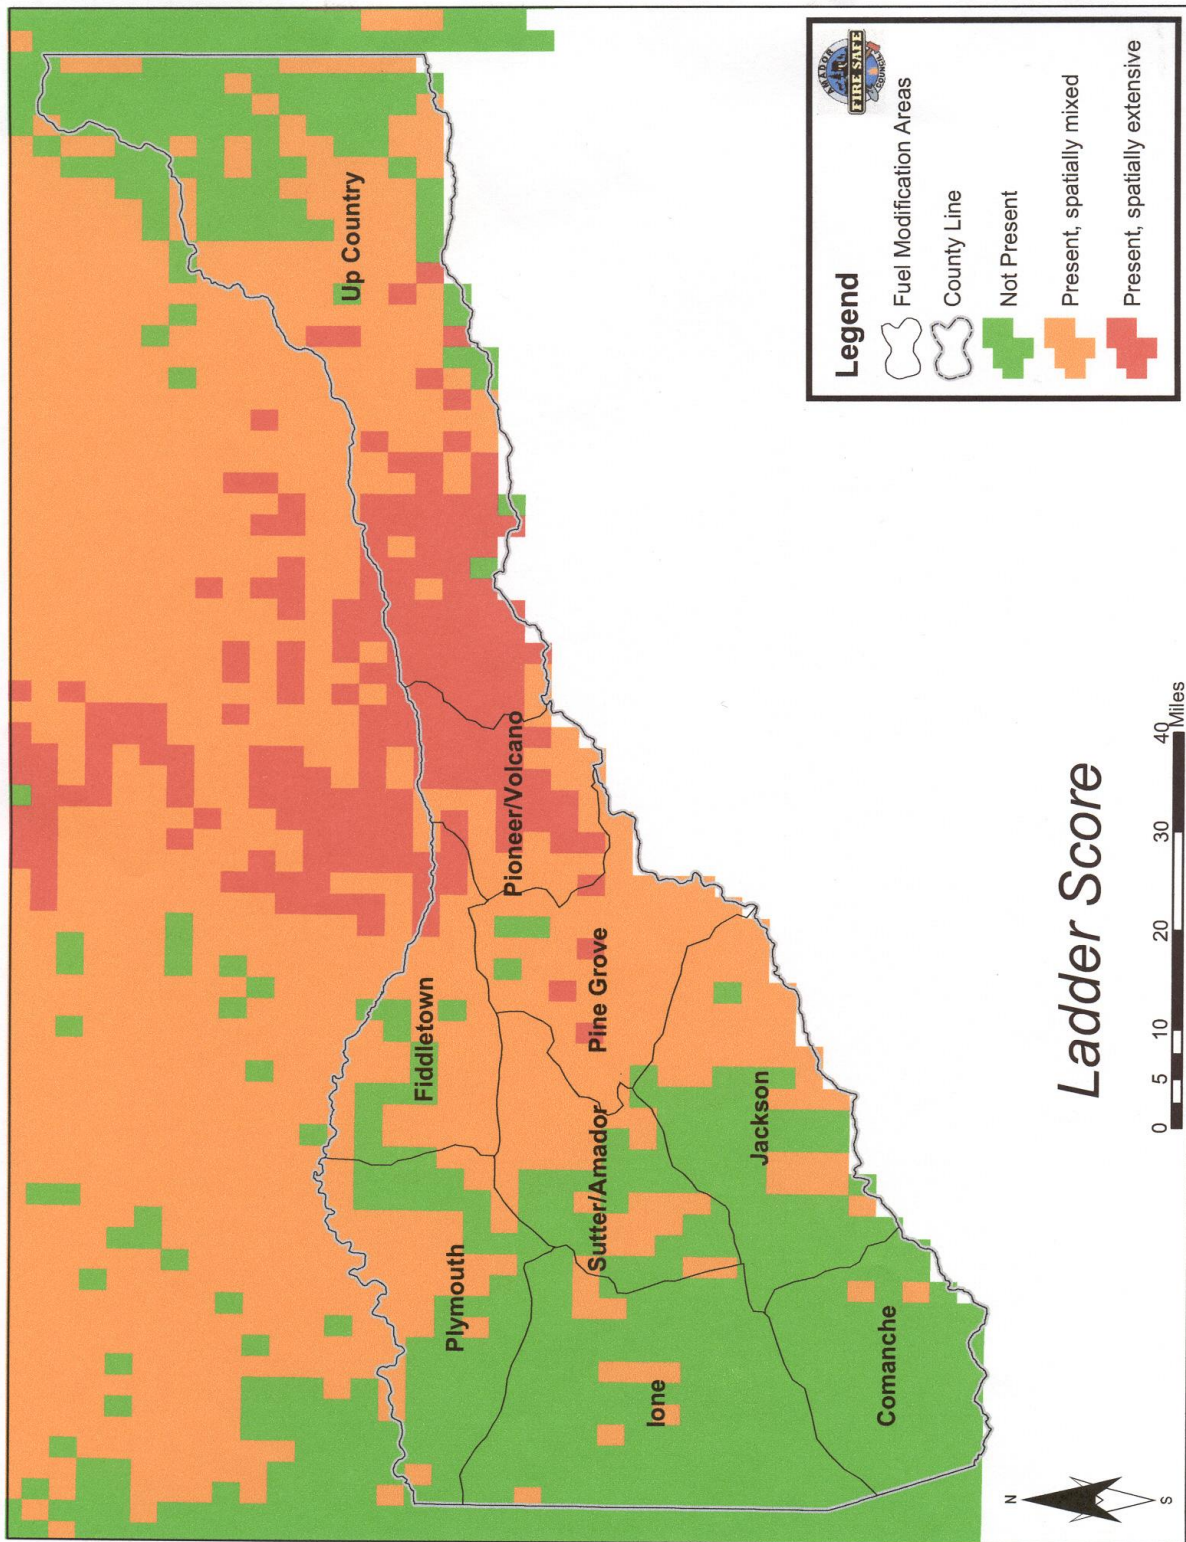 Up Country
Pioneer/Volcano
Fiddletown
Pine Grove
Plymouth
Sutter/Amador
Jackson
Ione
Comanche
Ladder Score
0 5 10 20 30 40
Miles
N
S
AMADOR
FIRE SAFE
COUNCIL
Legend
Fuel Modification Areas
County Line
Not Present
Present, spatially mixed
Present, spatially extensive